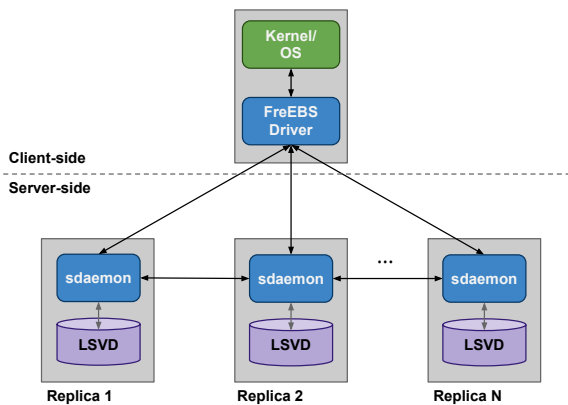 Kernel/
OS
FreEBS
Driver
Client-side
Server-side
...
sdaemon
sdaemon
sdaemon
LSVD
LSVD
LSVD
Replica 1
Replica 2
Replica N